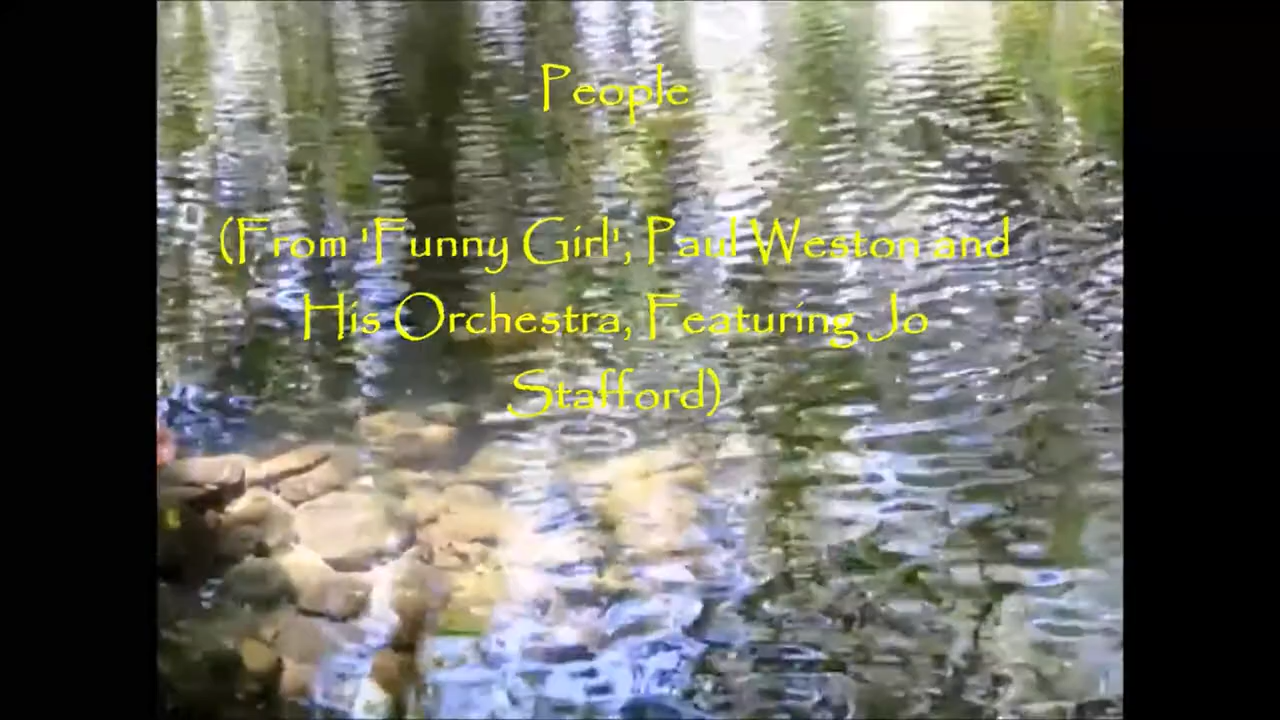 People
(From 'Funny Girl', Paul Weston and
His Orchestra, Featuring Jo
Stafford)